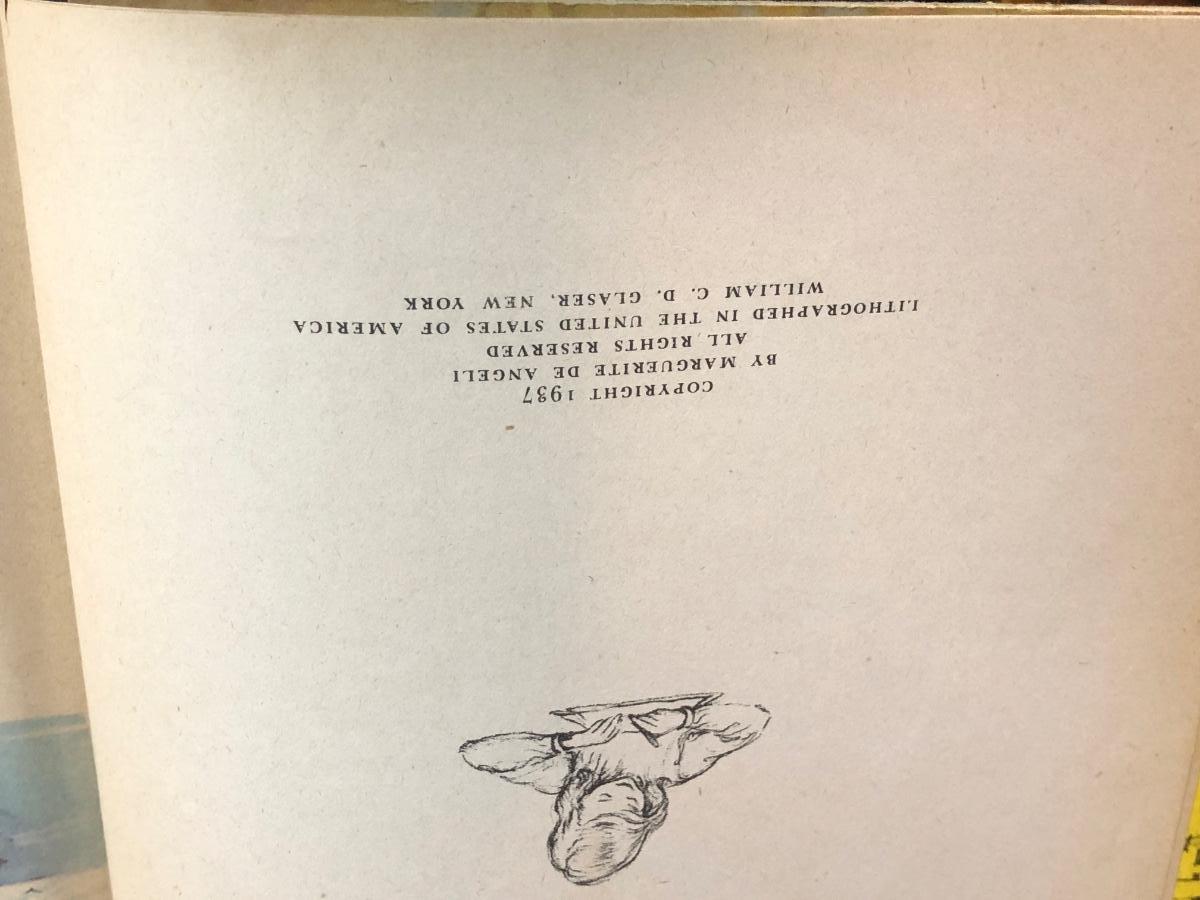 COPYRIGHT 1937
BY MARGUERITE DE ANGELI
ALL RIGHTS RESERVED
LITHOGRAPHED IN THE UNITED STATES OF AMERICA
WILLIAM C. D. GLASER, NEW YORK